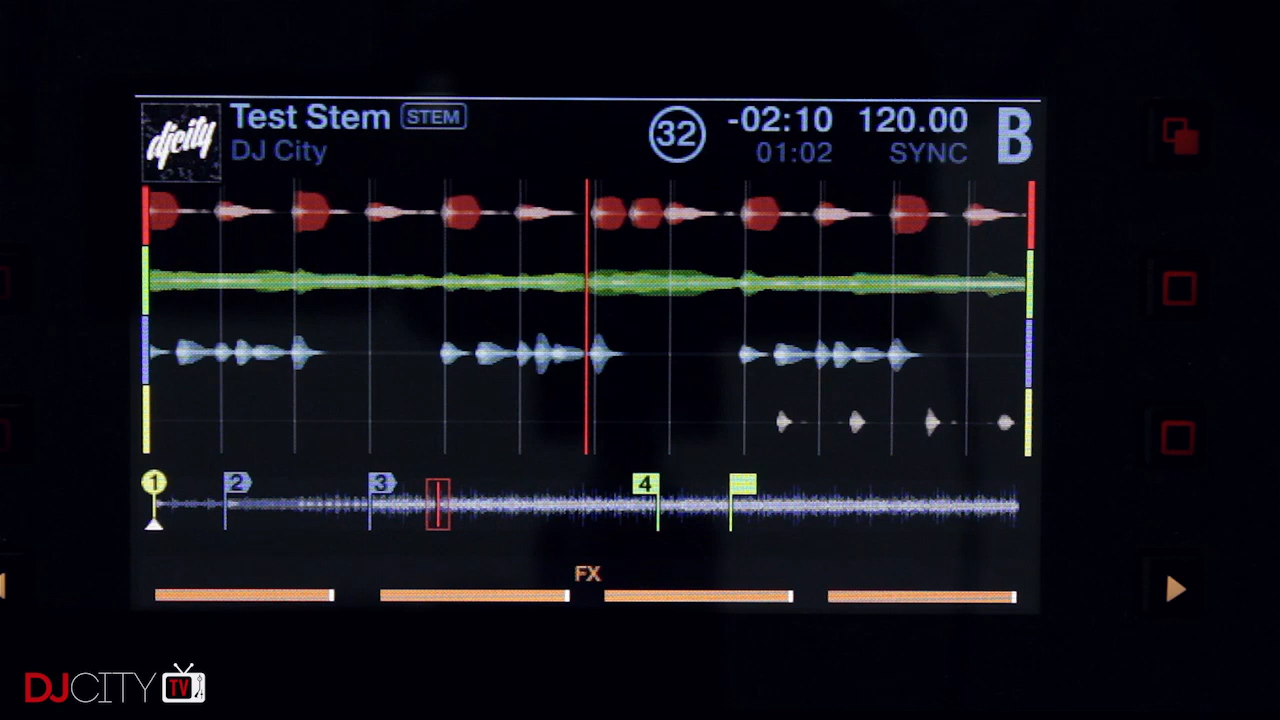 djcity
Test Stem STEM
DJ City
32
-02:10 120.00
01:02 SYNC
B
1 2 3 4
FX
DJCITY TV